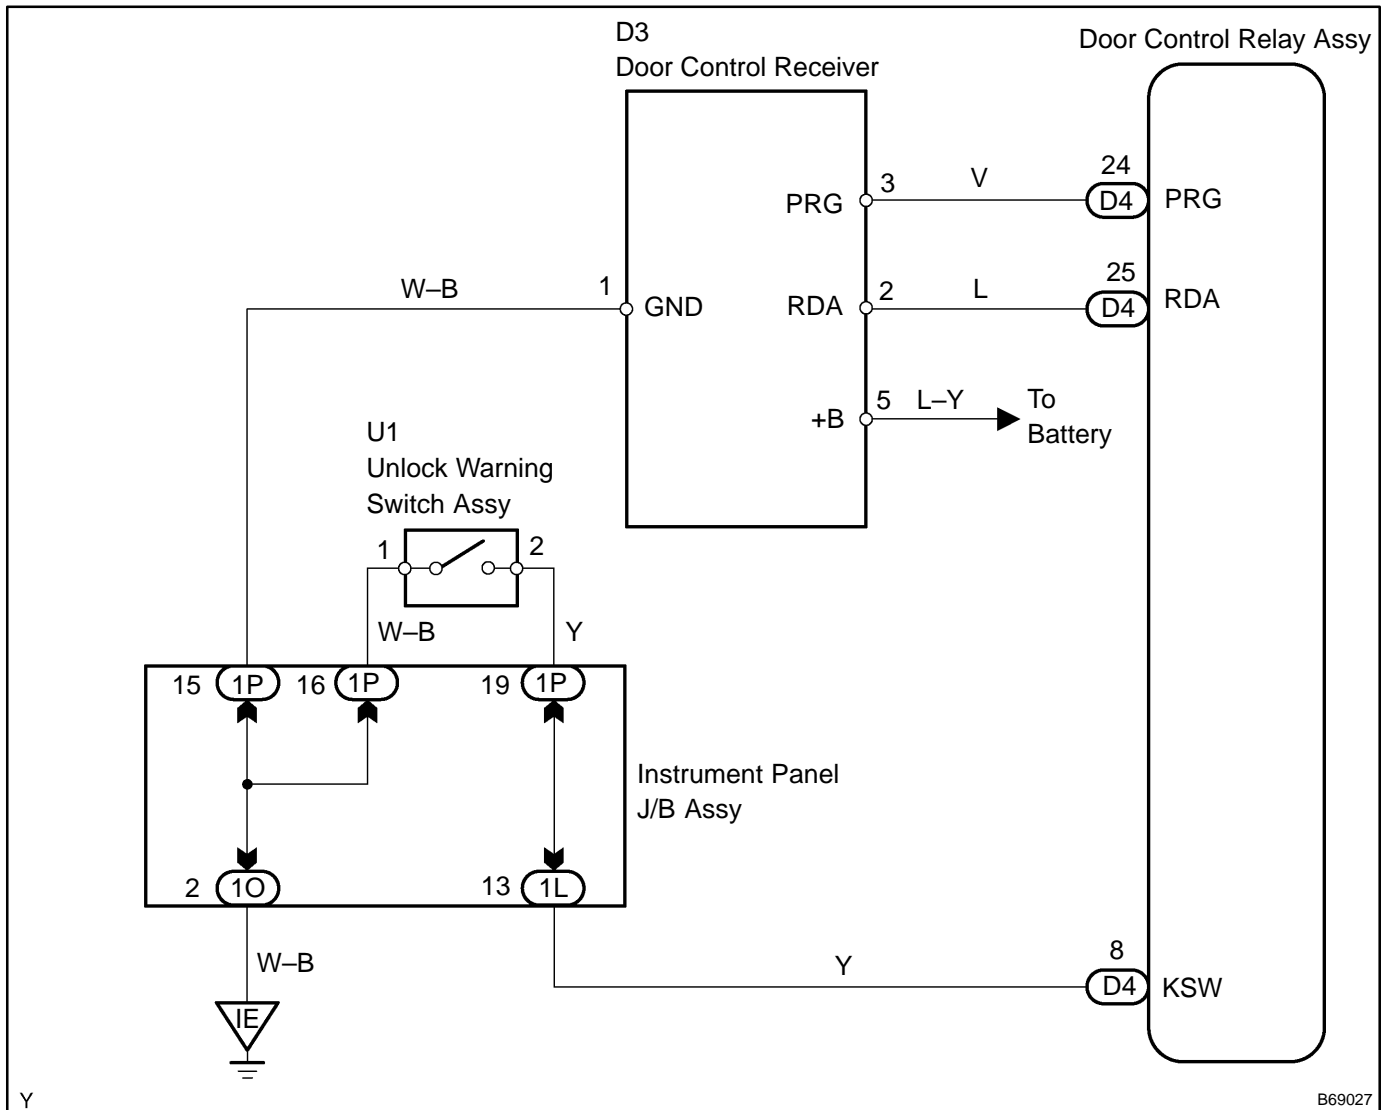 D3
Door Control Receiver
Door Control Relay Assy
24
3
V
PRG
D4
PRG
25
W–B
1
2
L
GND
RDA
D4
RDA
5
L–Y
To
+B
Battery
U1
Unlock Warning
Switch Assy
1
2
W–B
Y
15
1P
16
1P
19
1P
Instrument Panel
J/B Assy
2
1O
13
1L
W–B
Y
8
D4
KSW
IE
Y
B69027